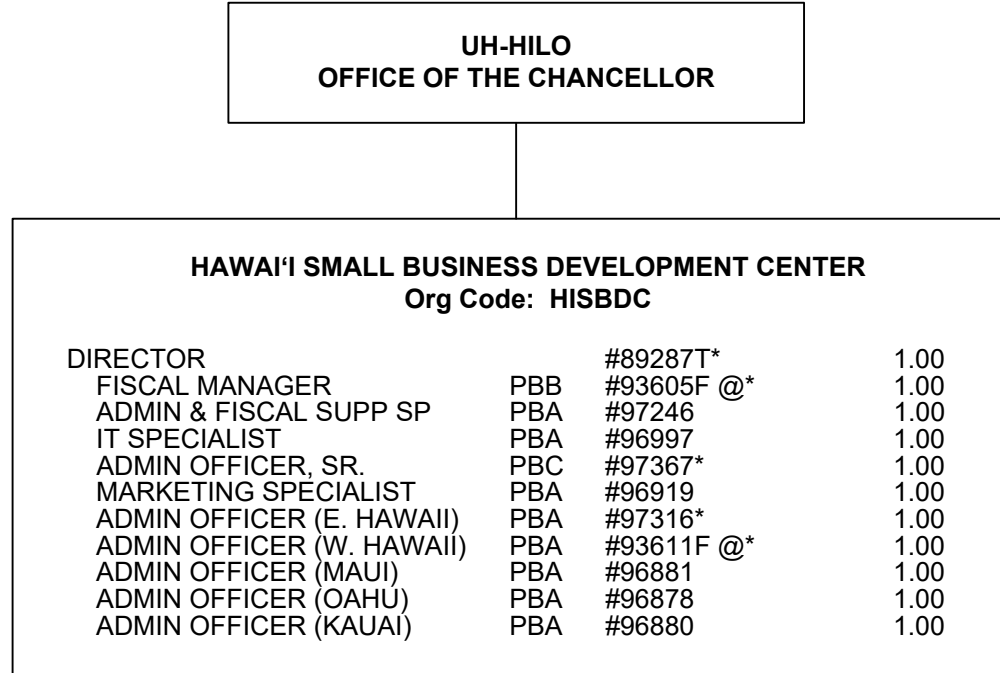 UH-HILO
OFFICE OF THE CHANCELLOR
HAWAIʻI SMALL BUSINESS DEVELOPMENT CENTER
Org Code: HISBDC
DIRECTOR #89287T* 1.00
FISCAL MANAGER PBB #93605F @* 1.00
ADMIN & FISCAL SUPP SP PBA #97246 1.00
IT SPECIALIST PBA #96997 1.00
ADMIN OFFICER, SR. PBC #97367* 1.00
MARKETING SPECIALIST PBA #96919 1.00
ADMIN OFFICER (E. HAWAII) PBA #97316* 1.00
ADMIN OFFICER (W. HAWAII) PBA #93611F @* 1.00
ADMIN OFFICER (MAUI) PBA #96881 1.00
ADMIN OFFICER (OAHU) PBA #96878 1.00
ADMIN OFFICER (KAUAI) PBA #96880 1.00